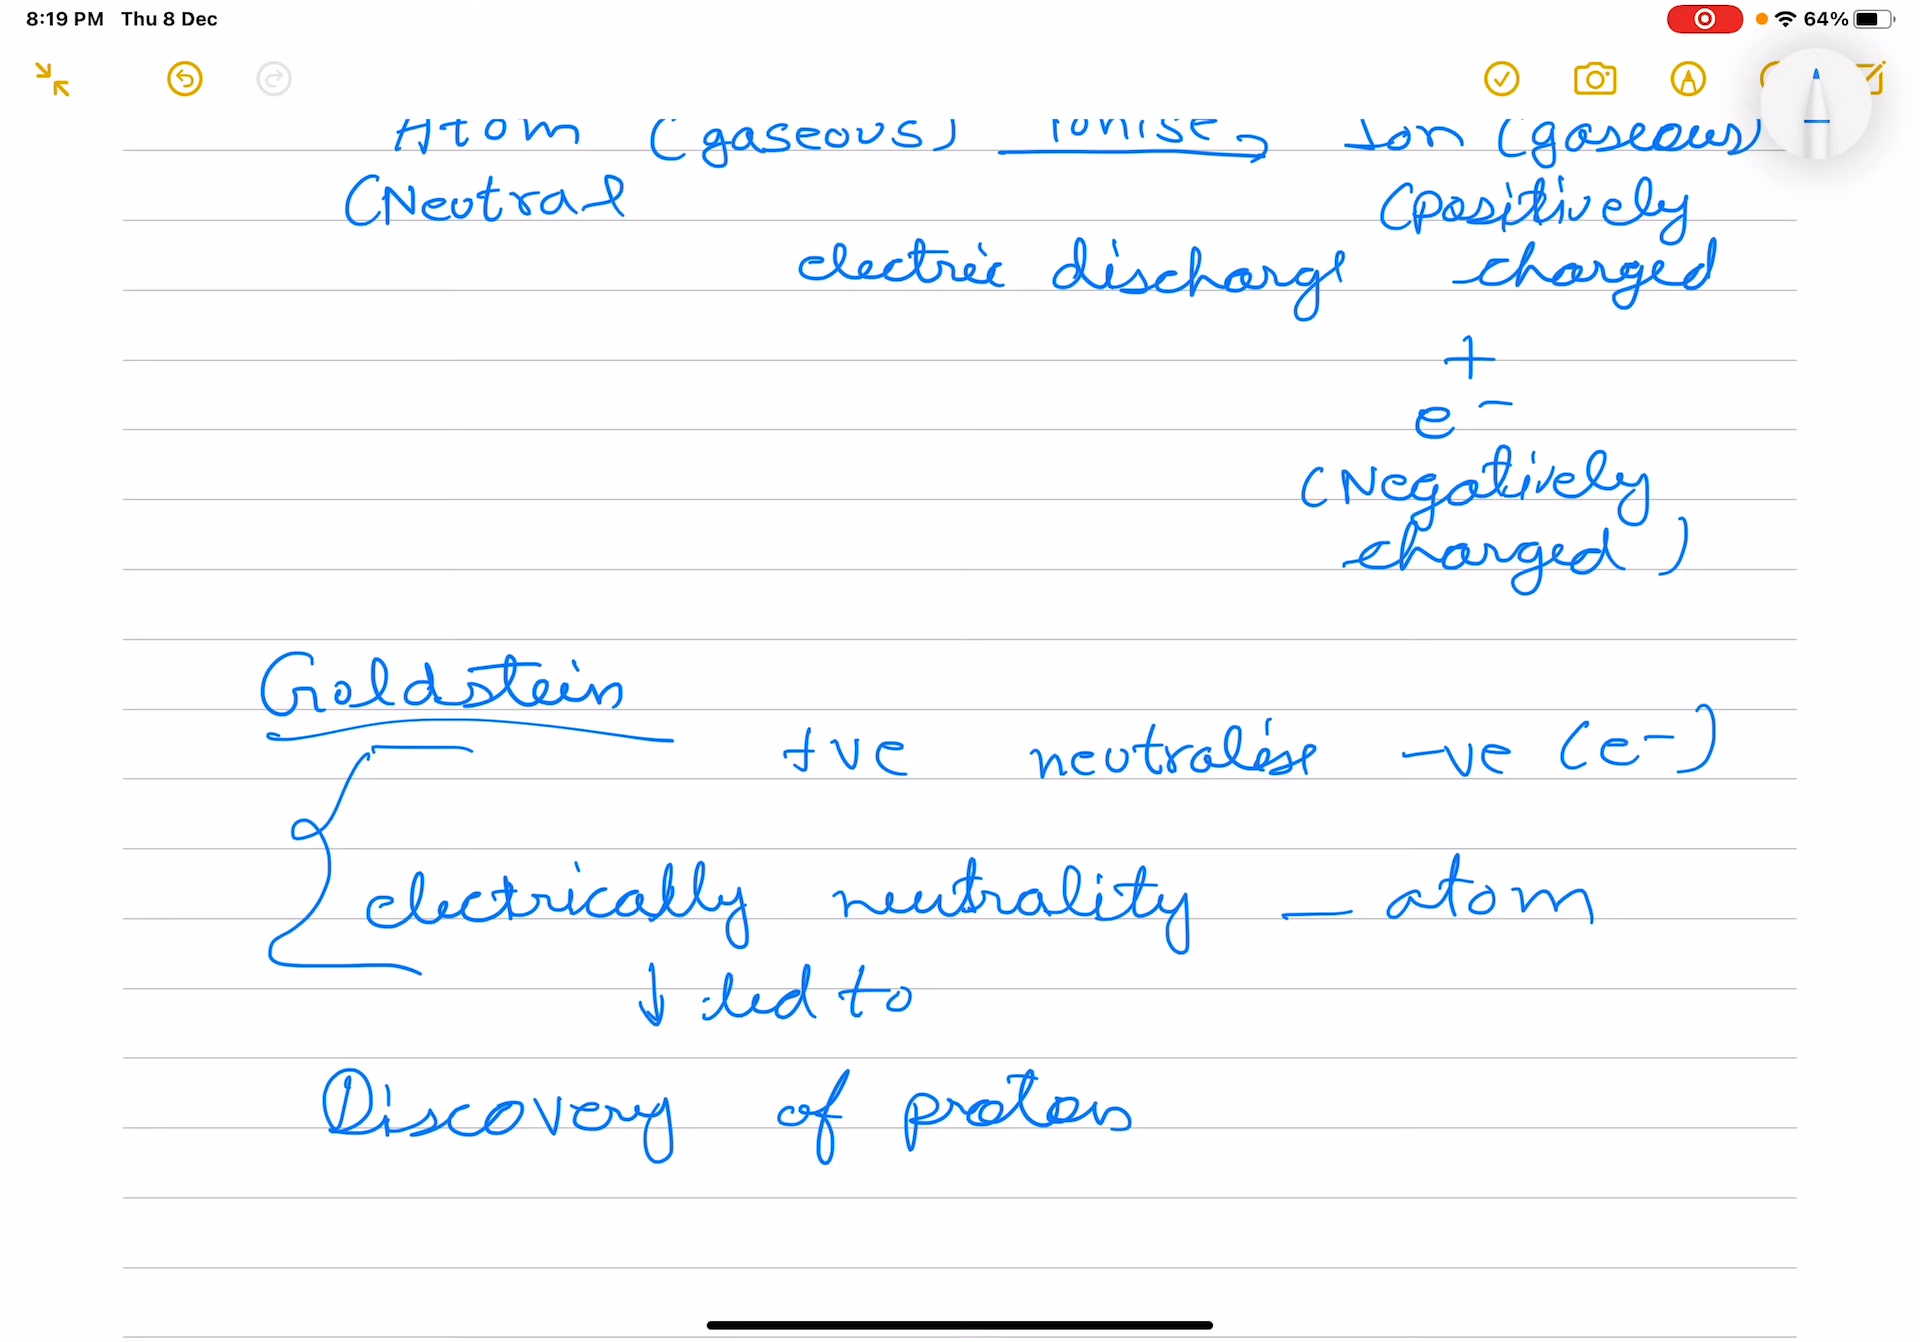 8:19 PM Thu 8 Dec 64%
Atom (gaseous) ionise Ion (gaseous)
(Neutral (positively
electric discharge charged
+
e⁻
(Negatively
charged)
Goldstein
+ve neutralise -ve (e⁻)
electrically neutrality - atom
↓ led to
Discovery of proton